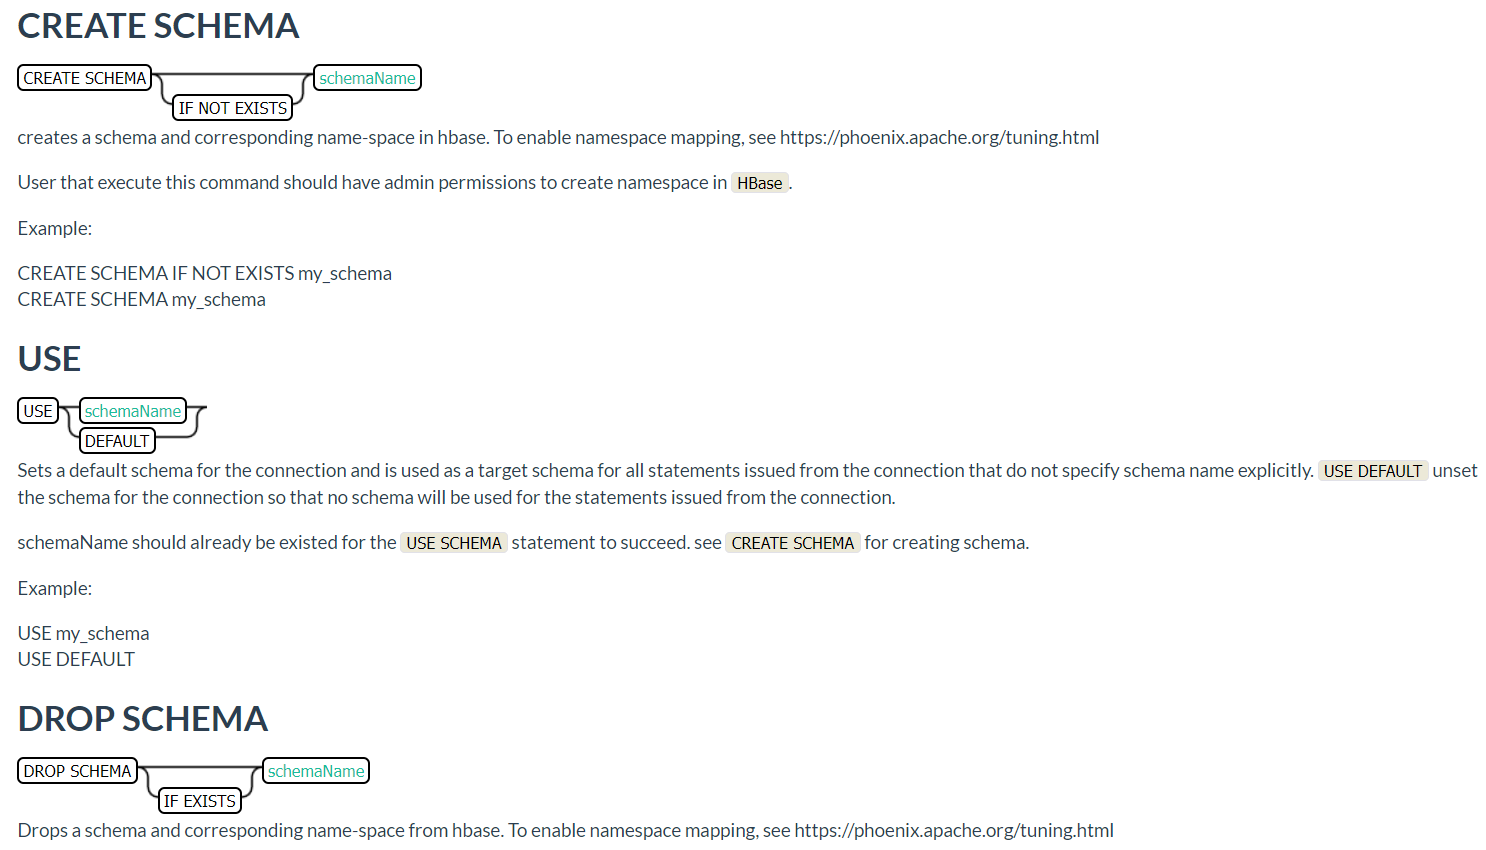 CREATE SCHEMA
CREATE SCHEMA schemaName
IF NOT EXISTS
creates a schema and corresponding name-space in hbase. To enable namespace mapping, see https://phoenix.apache.org/tuning.html
User that execute this command should have admin permissions to create namespace in HBase.
Example:
CREATE SCHEMA IF NOT EXISTS my_schema
CREATE SCHEMA my_schema
USE
USE schemaName
DEFAULT
Sets a default schema for the connection and is used as a target schema for all statements issued from the connection that do not specify schema name explicitly. USE DEFAULT unset
the schema for the connection so that no schema will be used for the statements issued from the connection.
schemaName should already be existed for the USE SCHEMA statement to succeed. see CREATE SCHEMA for creating schema.
Example:
USE my_schema
USE DEFAULT
DROP SCHEMA
DROP SCHEMA schemaName
IF EXISTS
Drops a schema and corresponding name-space from hbase. To enable namespace mapping, see https://phoenix.apache.org/tuning.html